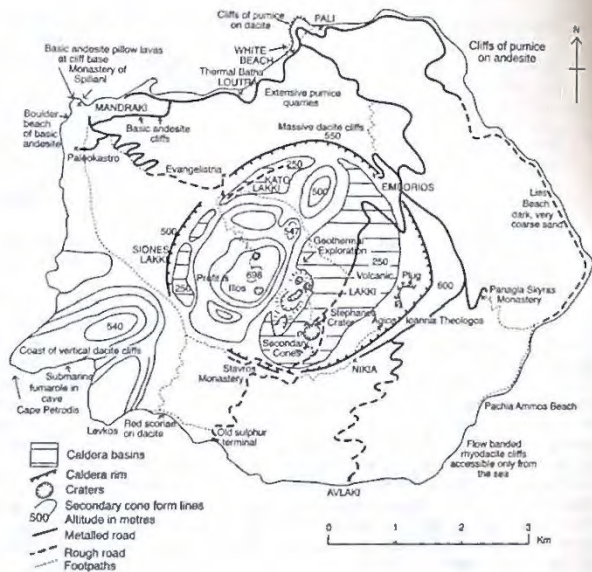 Cliffs of pumice
on dacite
PALI
Cliffs of pumice
on andesite
N
Basic andesite pillow lavas
at cliff base
Monastery of
Spiliani
WHITE
BEACH
Thermal Baths
LOUTRA
Extensive pumice
quarries
MANDRAKI
Boulder
beach
of basic
andesite
Basic andesite
cliffs
Massive dacite cliffs
550
Paleokastro
Evangelistria
250
KATO
LAKKI
500
EMBORIOS
Lies
Beach
dark, very
coarse sand
500
547
Geothermal
Exploration
SIONES
LAKKI
250
Profitis
Ilios
698
Volcanic
Plug
250
LAKKI
600
Panagia Skyras
Monastery
Stephanos
Crater
Agios Ioannia Theologos
540
Coast of vertical dacite cliffs
Secondary
Cones
Submarine
fumarole in
cave
Cape Petrodis
Stavros
Monastery
NIKIA
Levkos
Red scoriae
on dacite
Old sulphur
terminal
Pachia Ammos Beach
Flow banded
rhyodacite cliffs
accessible only from
the sea
AVLAKI
Caldera basins
Caldera rim
Craters
Secondary cone form lines
500 Altitude in metres
Metalled road
Rough road
Footpaths
0 1 2 3
Km